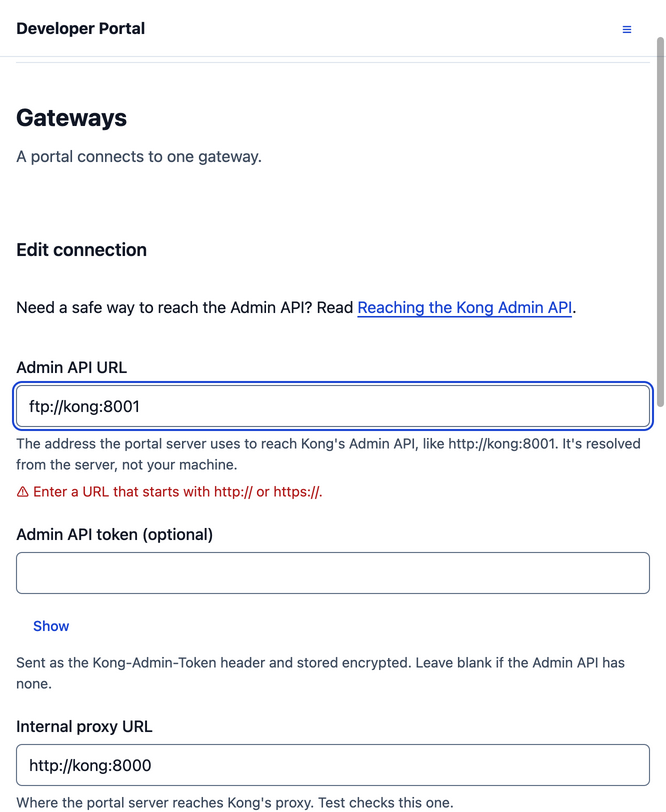 Developer Portal
Gateways
A portal connects to one gateway.
Edit connection
Need a safe way to reach the Admin API? Read Reaching the Kong Admin API.
Admin API URL
ftp://kong:8001
The address the portal server uses to reach Kong's Admin API, like http://kong:8001. It's resolved
from the server, not your machine.
Enter a URL that starts with http:// or https://.
Admin API token (optional)
Show
Sent as the Kong-Admin-Token header and stored encrypted. Leave blank if the Admin API has
none.
Internal proxy URL
http://kong:8000
Where the portal server reaches Kong's proxy. Test checks this one.